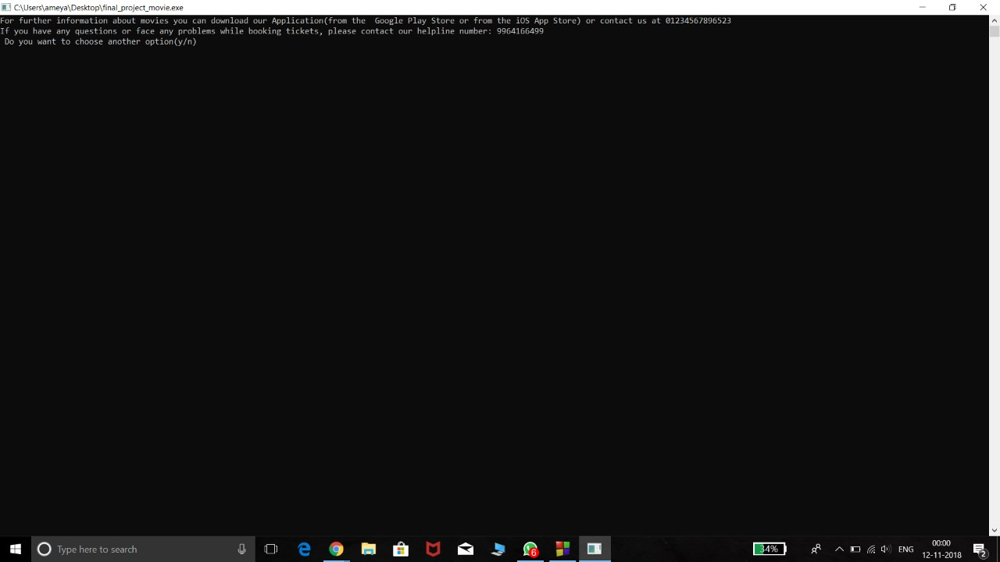 C:\Users\ameya\Desktop\final_project_movie.exe
For further information about movies you can download our Application(from the  Google Play Store or from the iOS App Store) or contact us at 01234567896523
If you have any questions or face any problems while booking tickets, please contact our helpline number: 9964166499
 Do you want to choose another option(y/n)
Type here to search
6
34%
ENG
00:00
12-11-2018
2